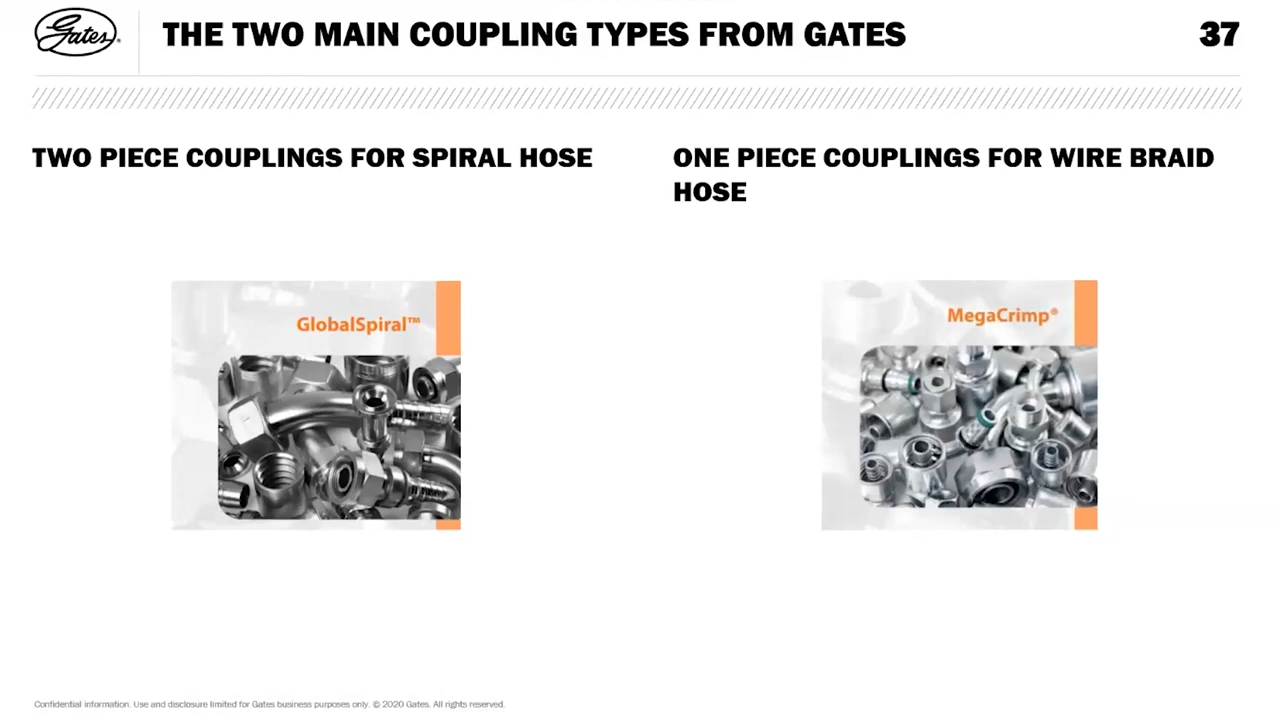 Gates
THE TWO MAIN COUPLING TYPES FROM GATES
37
TWO PIECE COUPLINGS FOR SPIRAL HOSE
ONE PIECE COUPLINGS FOR WIRE BRAID
HOSE
GlobalSpiral™
MegaCrimp®
Confidential information. Use and disclosure limited for Gates business purposes only. © 2020 Gates. All rights reserved.